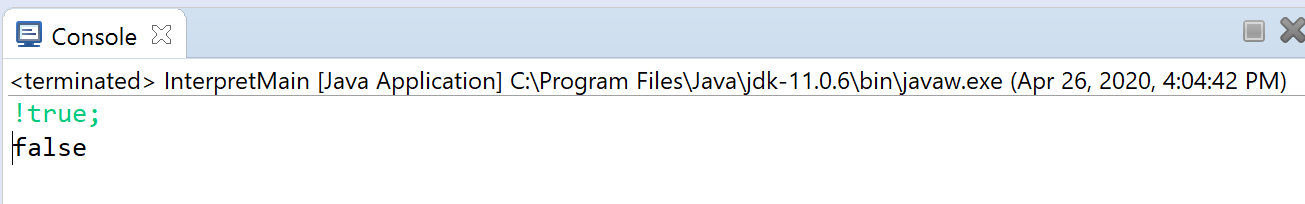 Console
<terminated> InterpretMain [Java Application] C:\Program Files\Java\jdk-11.0.6\bin\javaw.exe (Apr 26, 2020, 4:04:42 PM)
!true;
false